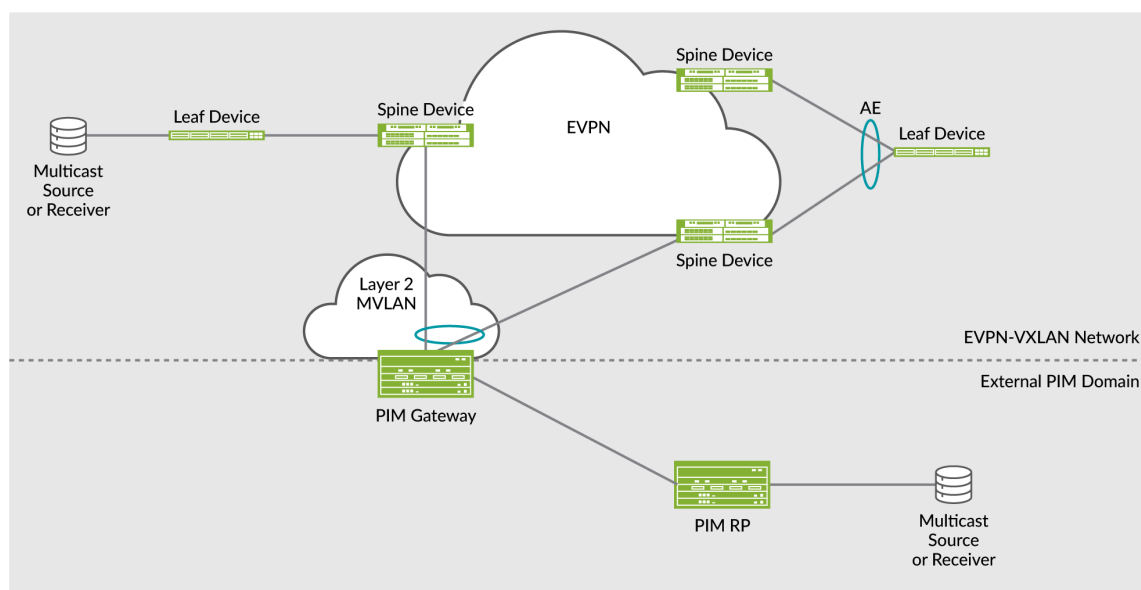 Spine Device
AE
Leaf Device
Spine Device
EVPN
Leaf Device
Multicast
Source
or Receiver
Spine Device
Layer 2
MVLAN
EVPN-VXLAN Network
External PIM Domain
PIM Gateway
PIM RP
Multicast
Source
or Receiver